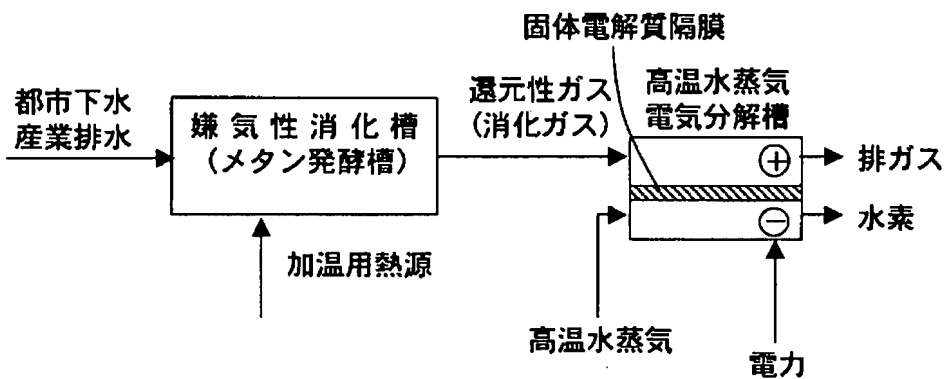 固体電解質隔膜
都市下水
産業排水
嫌気性消化槽
(メタン発酵槽)
還元性ガス
(消化ガス)
高温水蒸気
電気分解槽
⊕
排ガス
⊖
水素
加温用熱源
高温水蒸気
電力